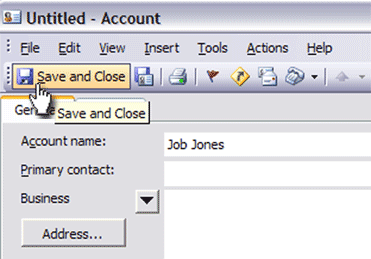 Untitled - Account
File Edit View Insert Tools Actions Help
Save and Close
Save and Close
Account name: Job Jones
Primary contact:
Business
Address...